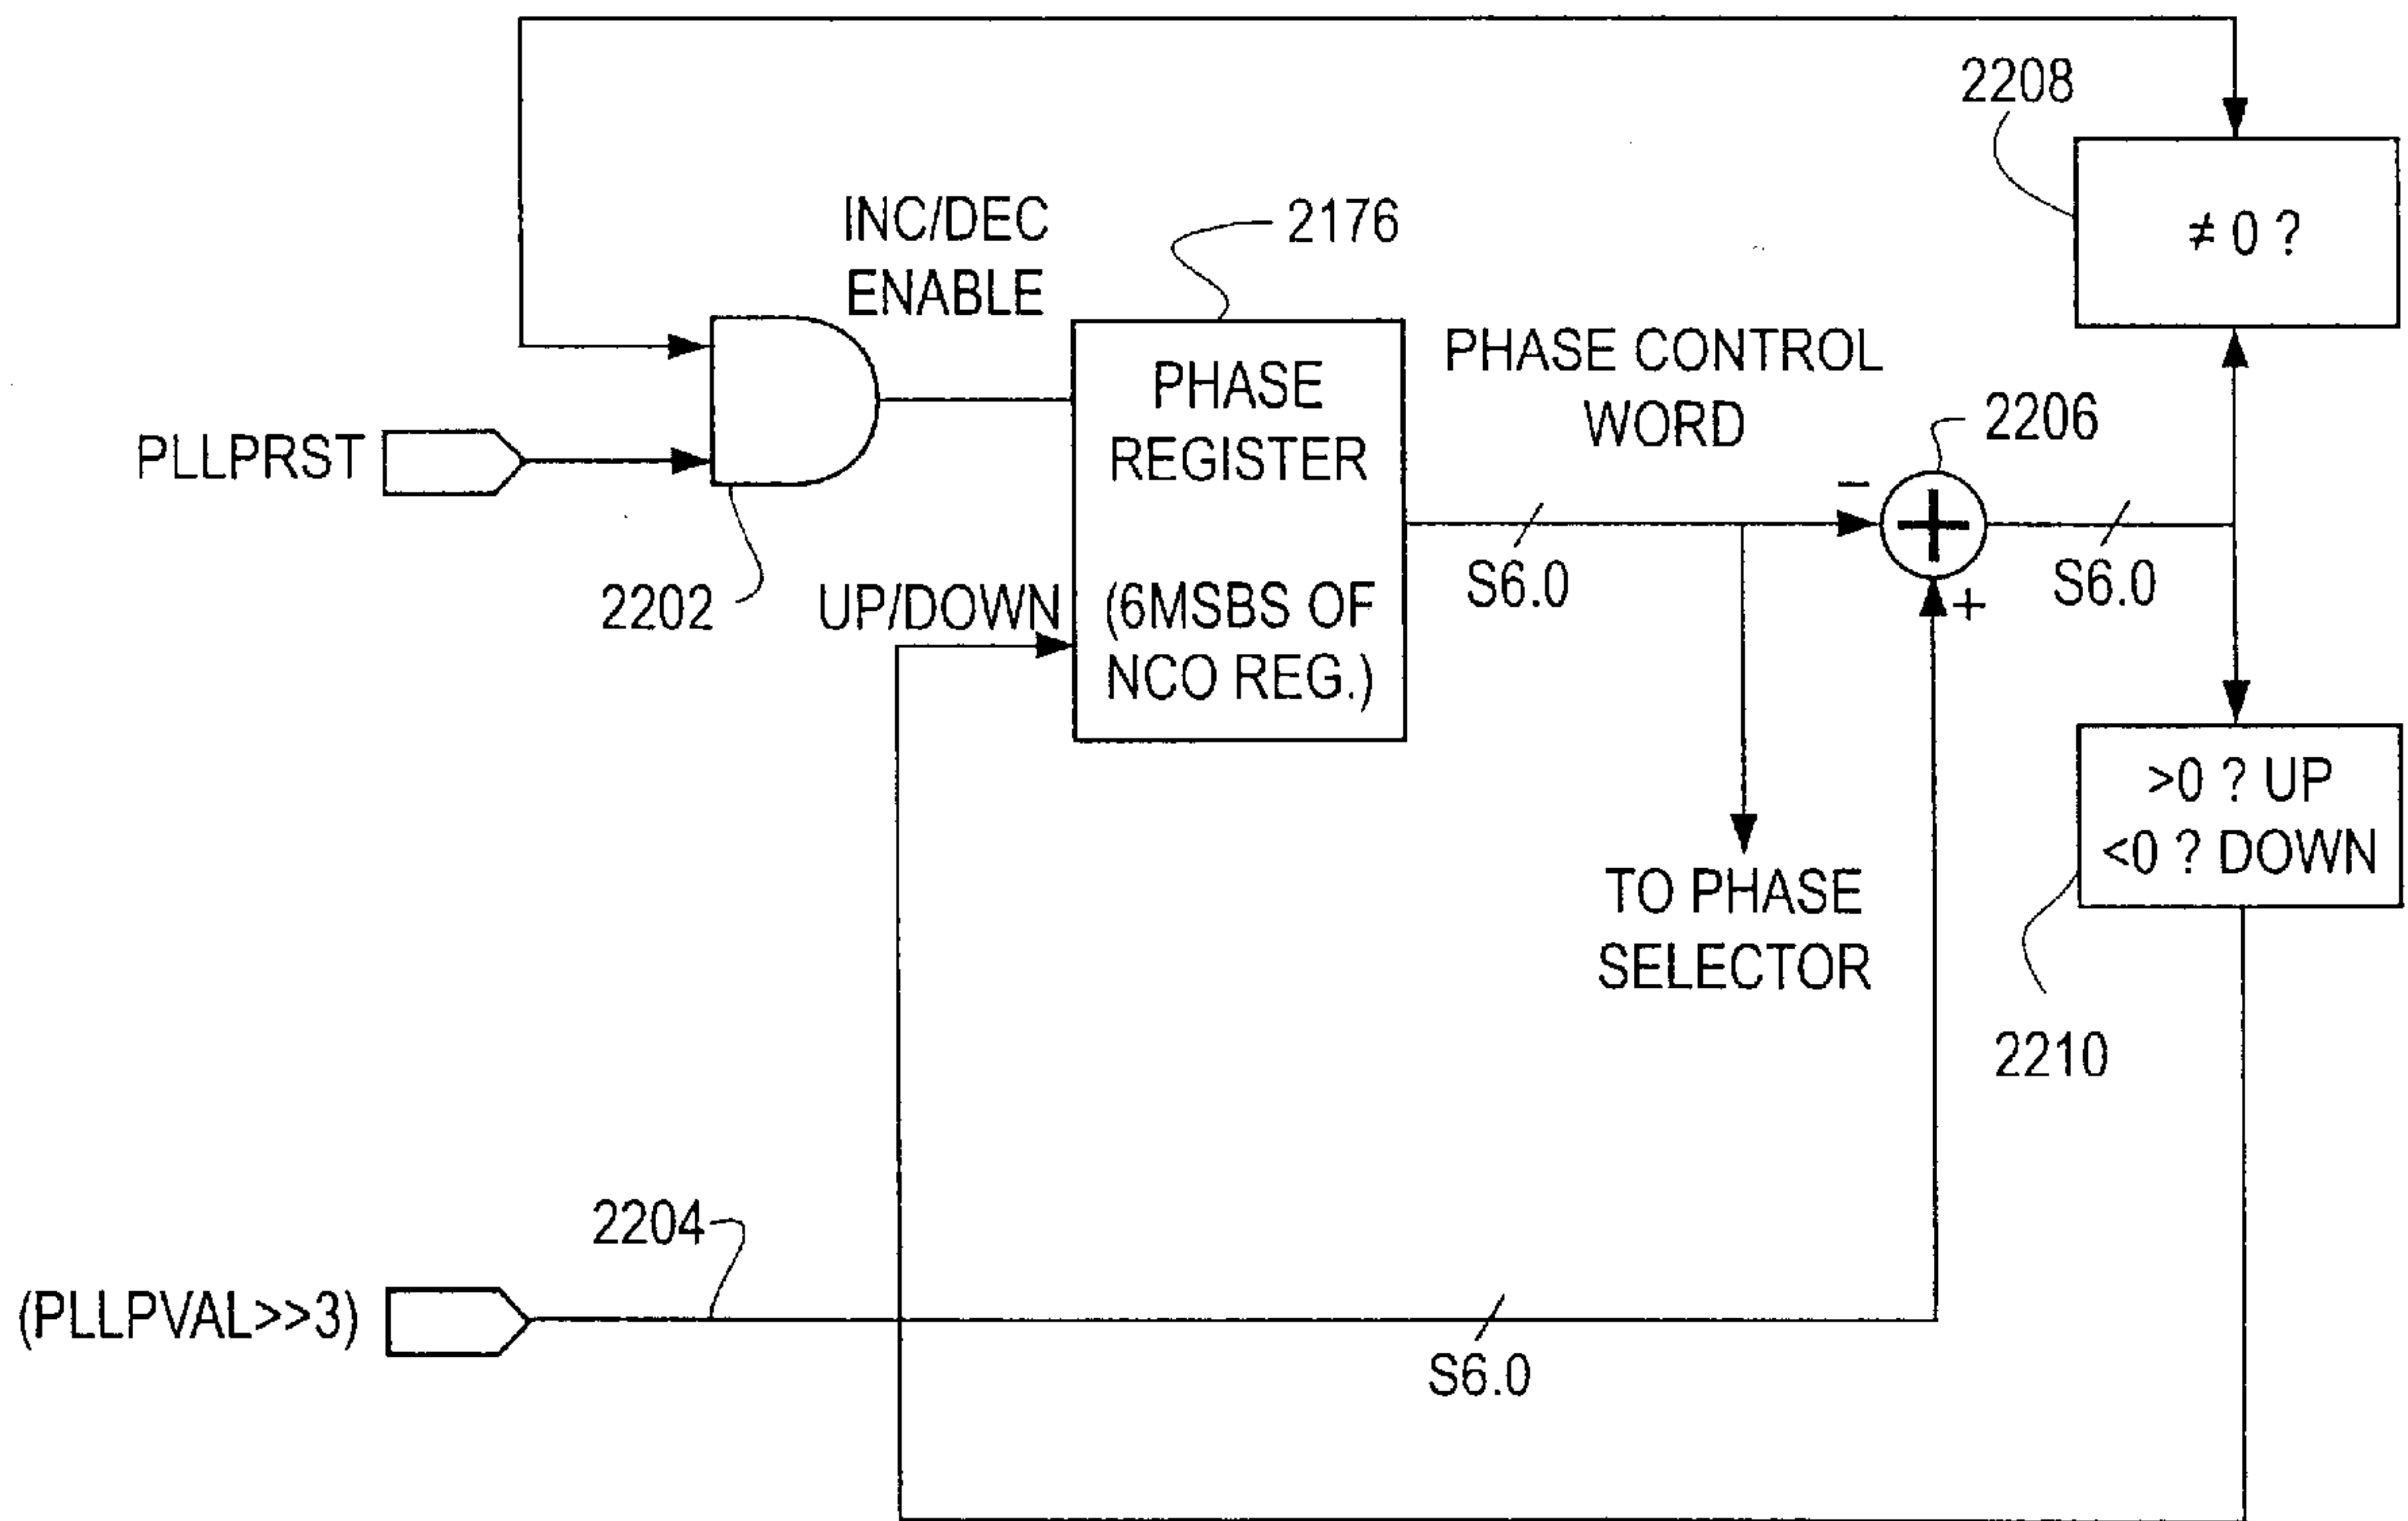 2208
≠ 0 ?
INC/DEC
ENABLE
2176
PHASE CONTROL
WORD
PHASE
REGISTER
(6MSBS OF
NCO REG.)
2206
PLLPRST
−
+
+
S6.0
S6.0
2202
UP/DOWN
>0 ? UP
<0 ? DOWN
TO PHASE
SELECTOR
2210
2204
(PLLPVAL>>3)
S6.0